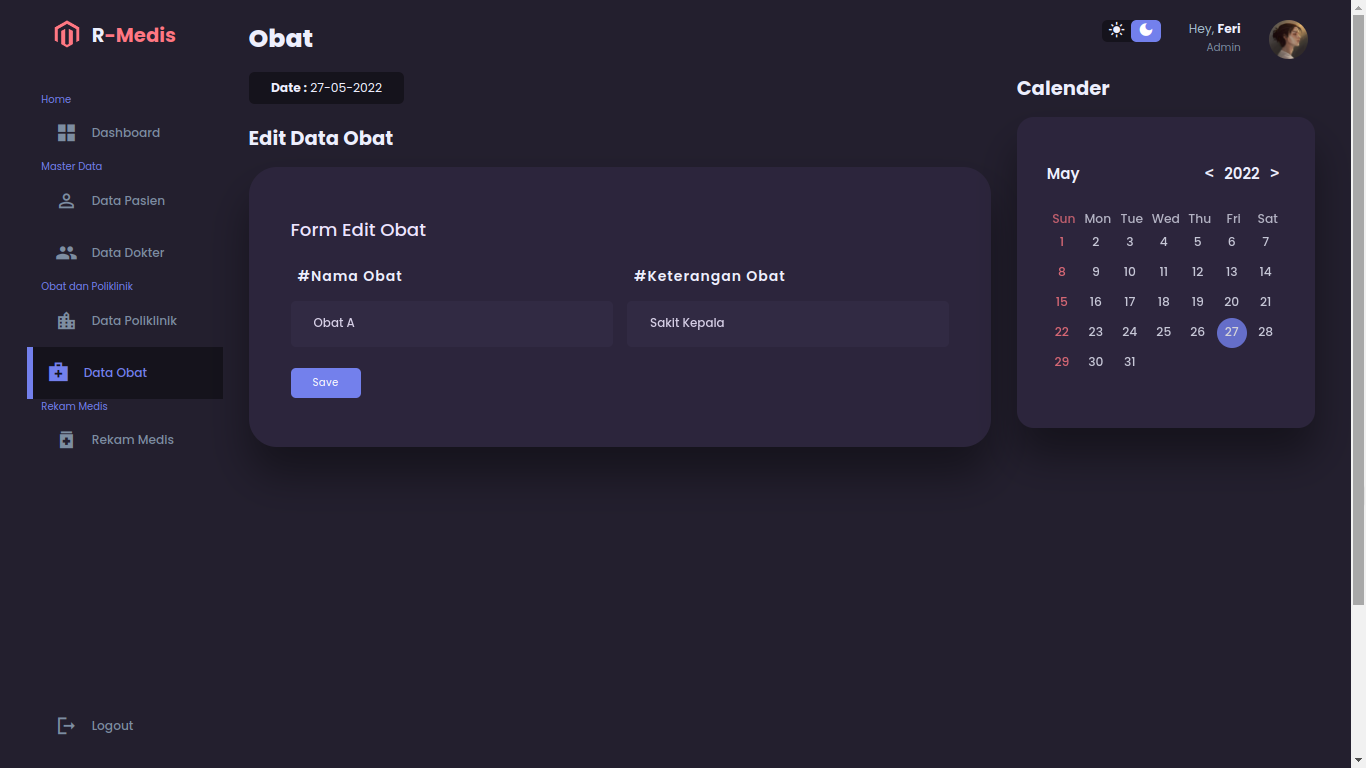 R-Medis
Home
Dashboard
Master Data
Data Pasien
Data Dokter
Obat dan Poliklinik
Data Poliklinik
Data Obat
Rekam Medis
Rekam Medis
Logout
Obat
Date : 27-05-2022
Edit Data Obat
Form Edit Obat
#Nama Obat #Keterangan Obat
Obat A Sakit Kepala
Save
Hey, Feri
Admin
Calender
May < 2022 >
Sun Mon Tue Wed Thu Fri Sat
1 2 3 4 5 6 7
8 9 10 11 12 13 14
15 16 17 18 19 20 21
22 23 24 25 26 27 28
29 30 31